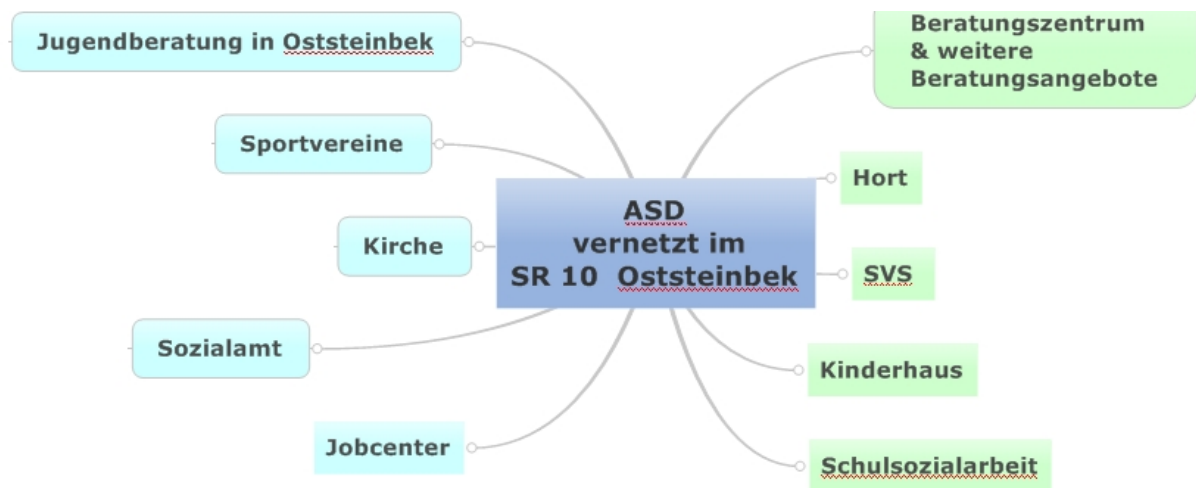 Jugendberatung in Oststeinbek
Sportvereine
Kirche
Sozialamt
Jobcenter
ASD
vernetzt im
SR 10 Oststeinbek
Beratungszentrum
& weitere
Beratungsangebote
Hort
SVS
Kinderhaus
Schulsozialarbeit